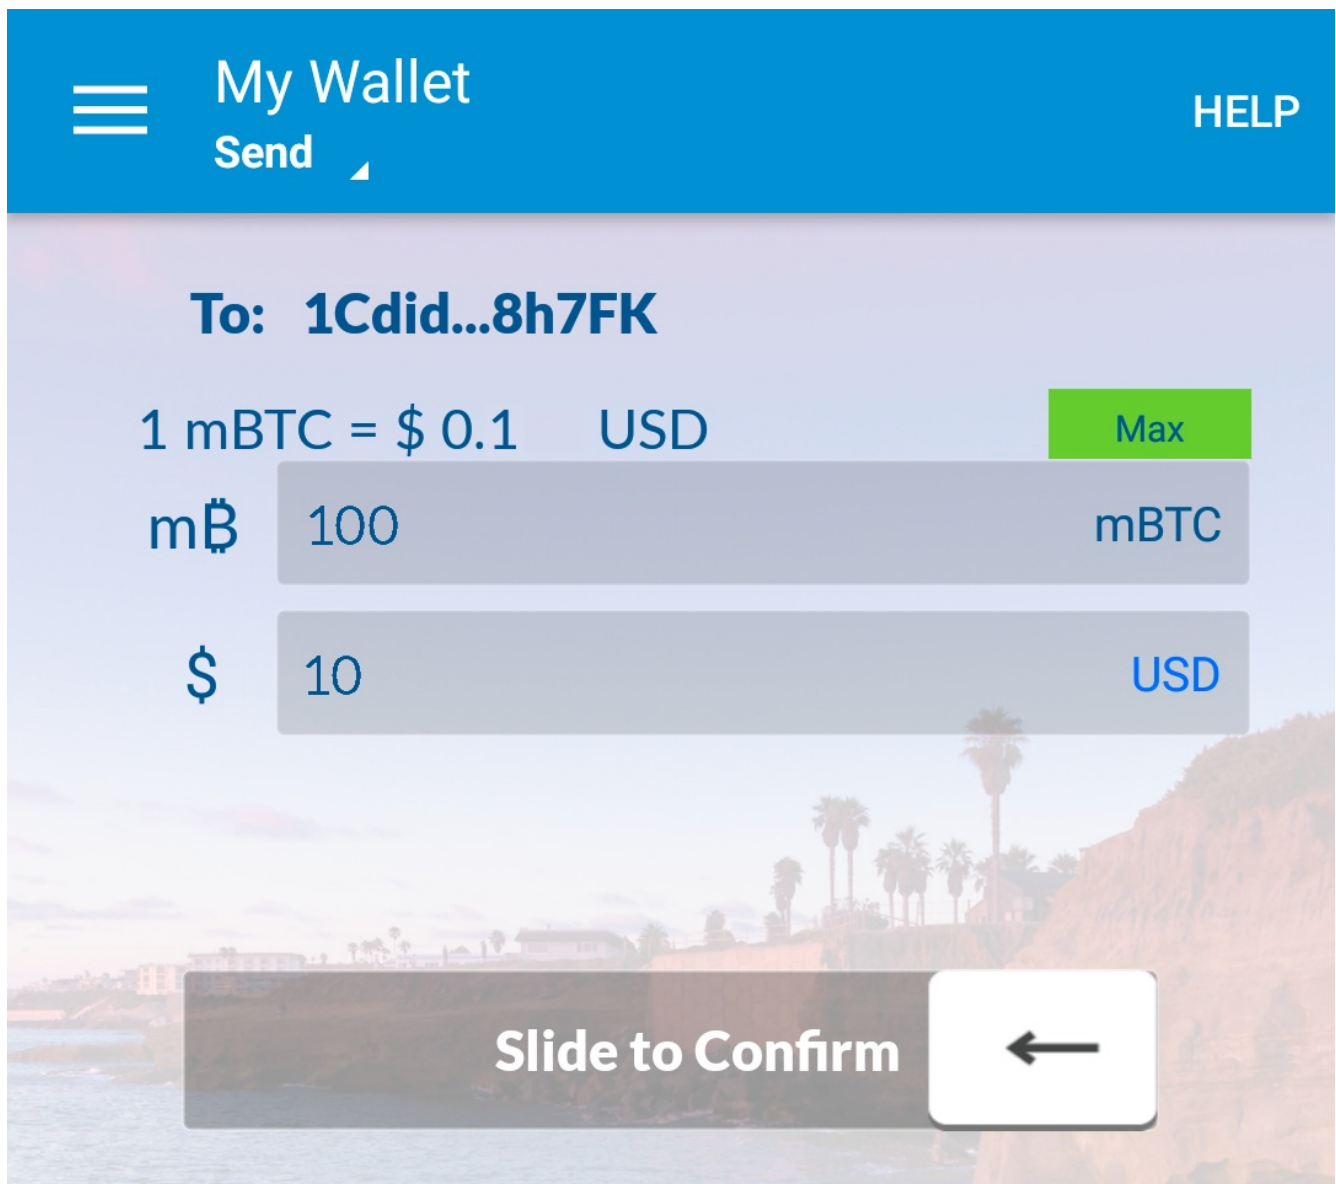 My Wallet
Send
HELP
To: 1Cdid...8h7FK
1 mBTC = $ 0.1 USD
Max
m₿ 100 mBTC
$ 10 USD
Slide to Confirm